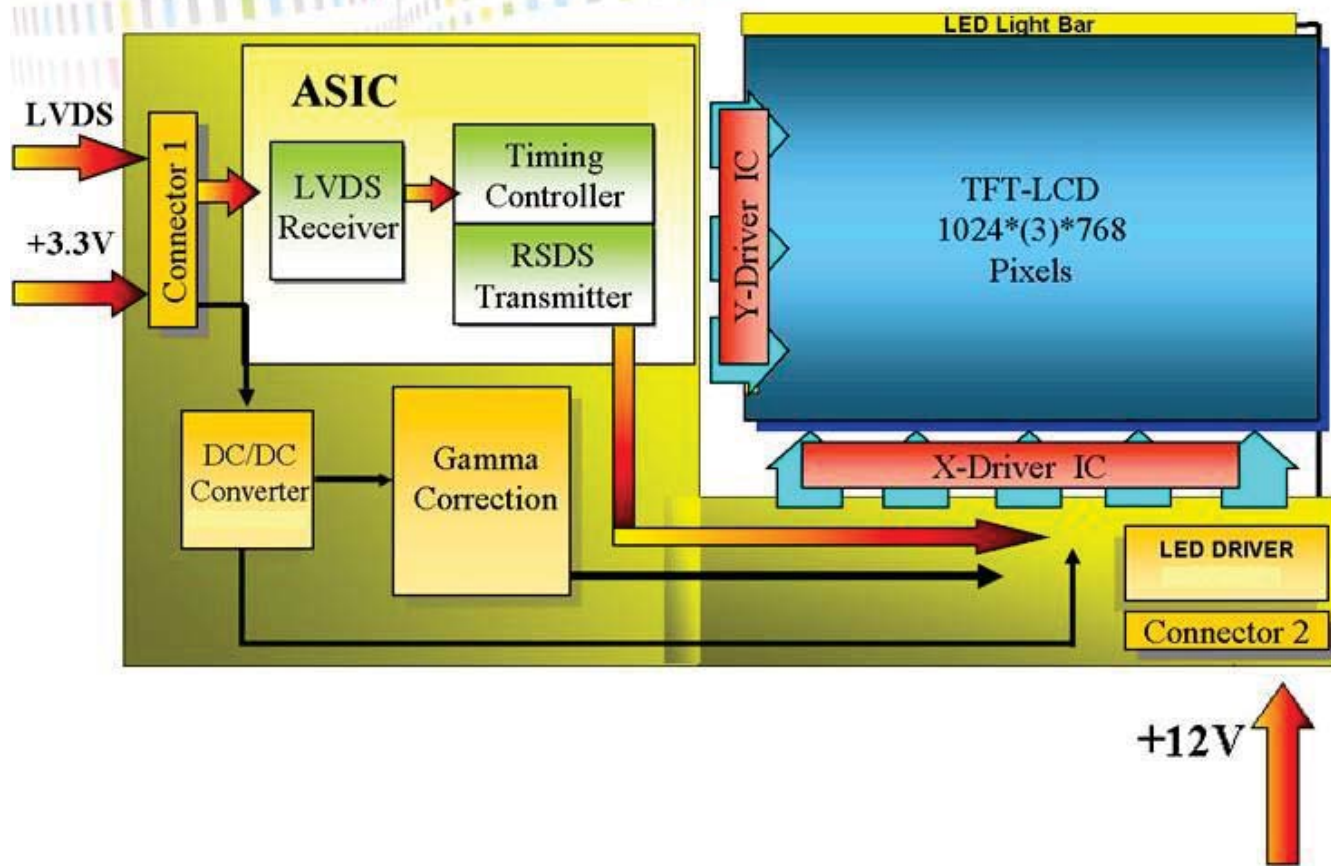 LED Light Bar
ASIC
LVDS
Connector 1
LVDS
Receiver
Timing
Controller
+3.3V
RSDS
Transmitter
Y-Driver IC
TFT-LCD
1024*(3)*768
Pixels
DC/DC
Converter
Gamma
Correction
X-Driver IC
LED DRIVER
Connector 2
+12V